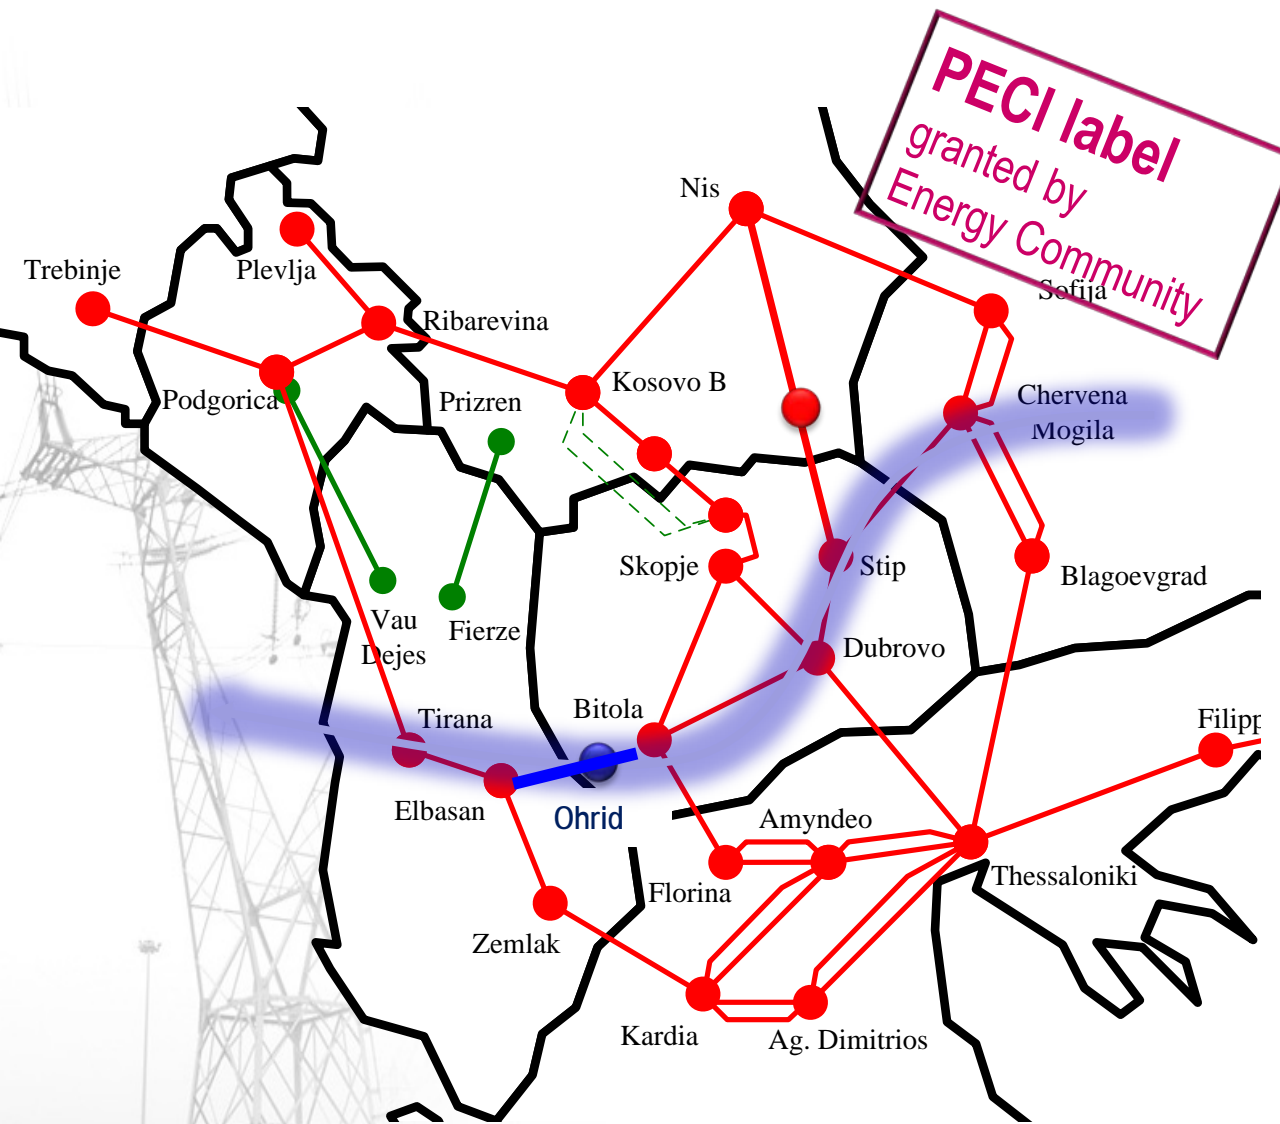 PECI label
granted by
Energy Community
Nis
Trebinje
Plevlja
Sofija
Ribarevina
Kosovo B
Podgorica
Prizren
Chervena
Mogila
Skopje
Stip
Blagoevgrad
Vau
Dejes
Fierze
Dubrovo
Tirana
Bitola
Filipp
Elbasan
Ohrid
Amyndeo
Florina
Thessaloniki
Zemlak
Kardia
Ag. Dimitrios